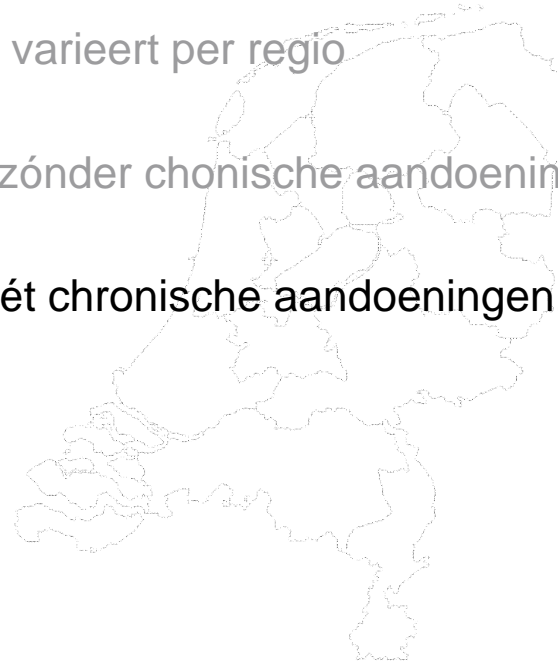 varieert per regio
zónder chonische aandoenin
ét chronische aandoeningen